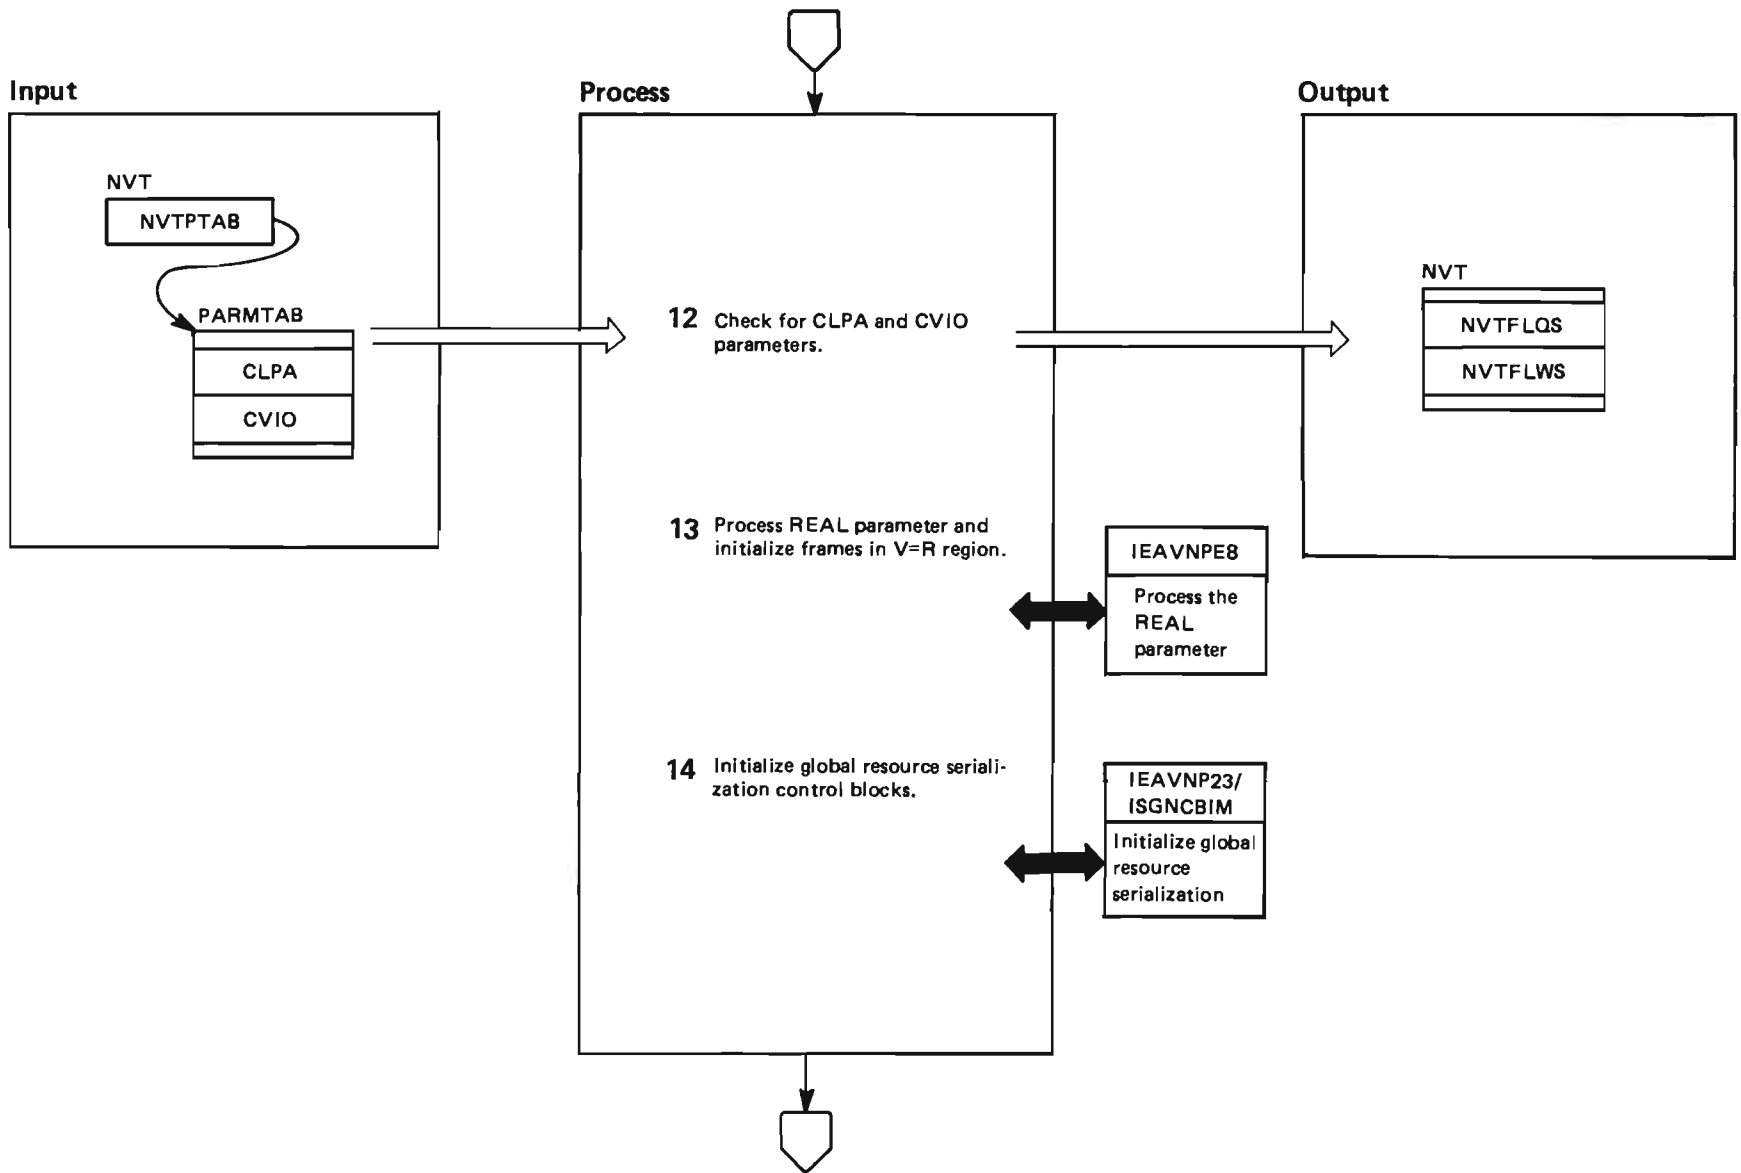 Input
Process
Output
NVT
NVTPTAB
PARMTAB
CLPA
CVIO
12 Check for CLPA and CVIO
parameters.
NVT
NVTFLQS
NVTFLWS
13 Process REAL parameter and
initialize frames in V=R region.
IEAVNPE8
Process the
REAL
parameter
14 Initialize global resource seriali-
zation control blocks.
IEAVNP23/
ISGNCBIM
Initialize global
resource
serialization